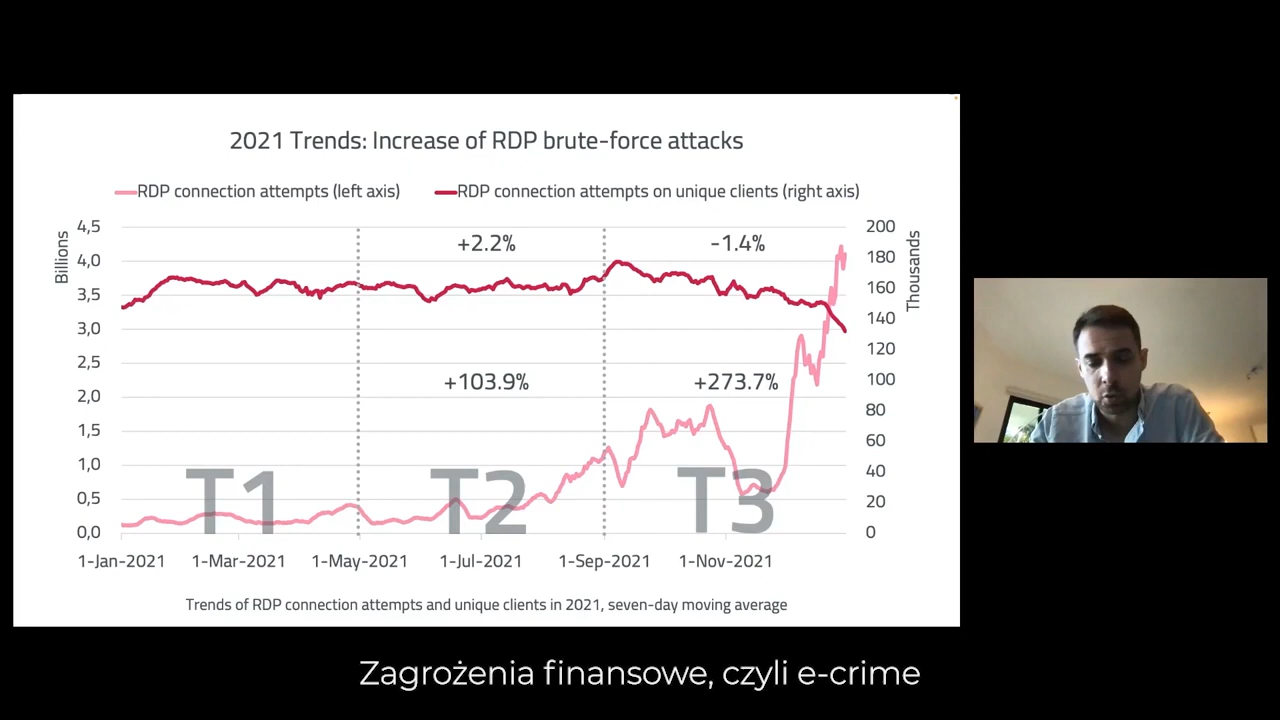 2021 Trends: Increase of RDP brute-force attacks
RDP connection attempts (left axis)
RDP connection attempts on unique clients (right axis)
Billions
4,5
4,0
3,5
3,0
2,5
2,0
1,5
1,0
0,5
0,0
+2.2%
-1.4%
+103.9%
+273.7%
T1
T2
T3
200
180
160
140
120
100
80
60
40
20
0
Thousands
1-Jan-2021
1-Mar-2021
1-May-2021
1-Jul-2021
1-Sep-2021
1-Nov-2021
Trends of RDP connection attempts and unique clients in 2021, seven-day moving average
Zagrożenia finansowe, czyli e-crime